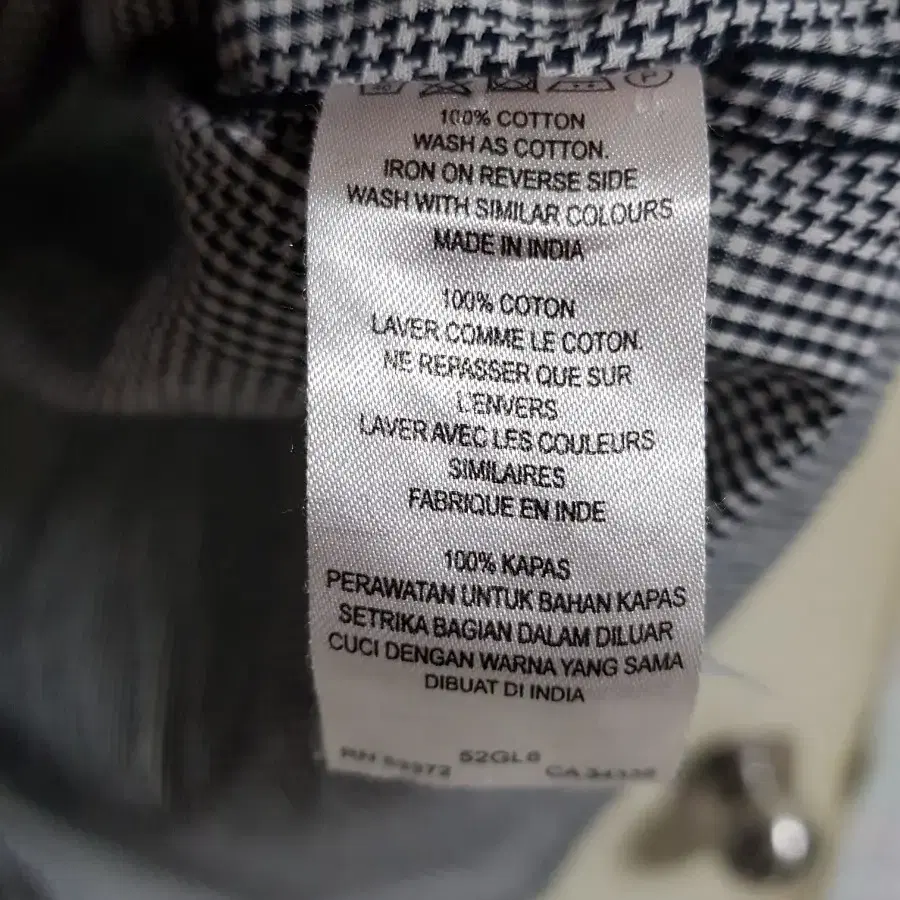 100% COTTON
WASH AS COTTON.
IRON ON REVERSE SIDE
WASH WITH SIMILAR COLOURS
MADE IN INDIA
100% COTON
LAVER COMME LE COTON.
NE REPASSER QUE SUR
L'ENVERS
LAVER AVEC LES COULEURS
SIMILAIRES
FABRIQUE EN INDE
100% KAPAS
PERAWATAN UNTUK BAHAN KAPAS
SETRIKA BAGIAN DALAM DILUAR
CUCI DENGAN WARNA YANG SAMA
DIBUAT DI INDIA
RN
CA